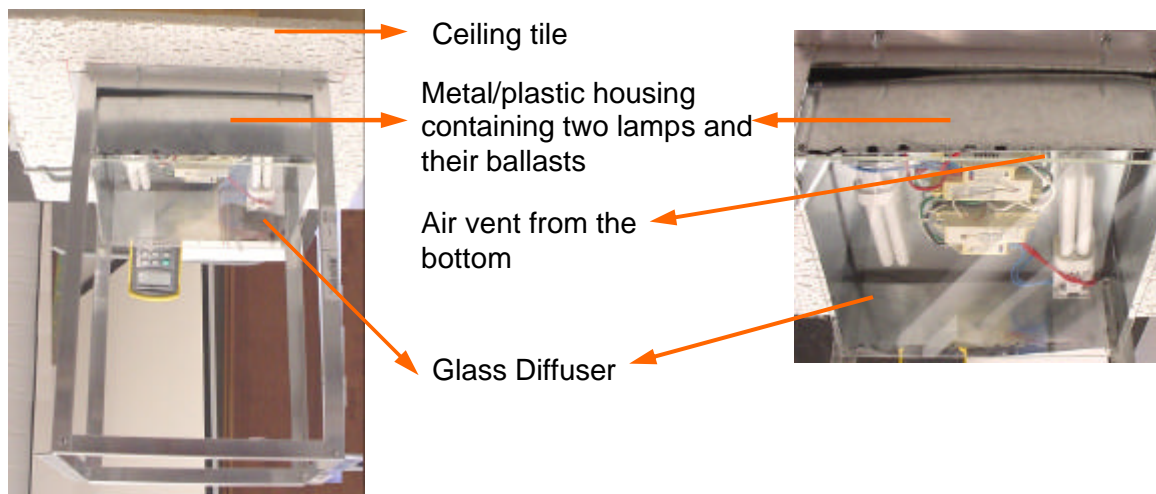 Ceiling tile
Metal/plastic housing
containing two lamps and
their ballasts
Air vent from the
bottom
Glass Diffuser